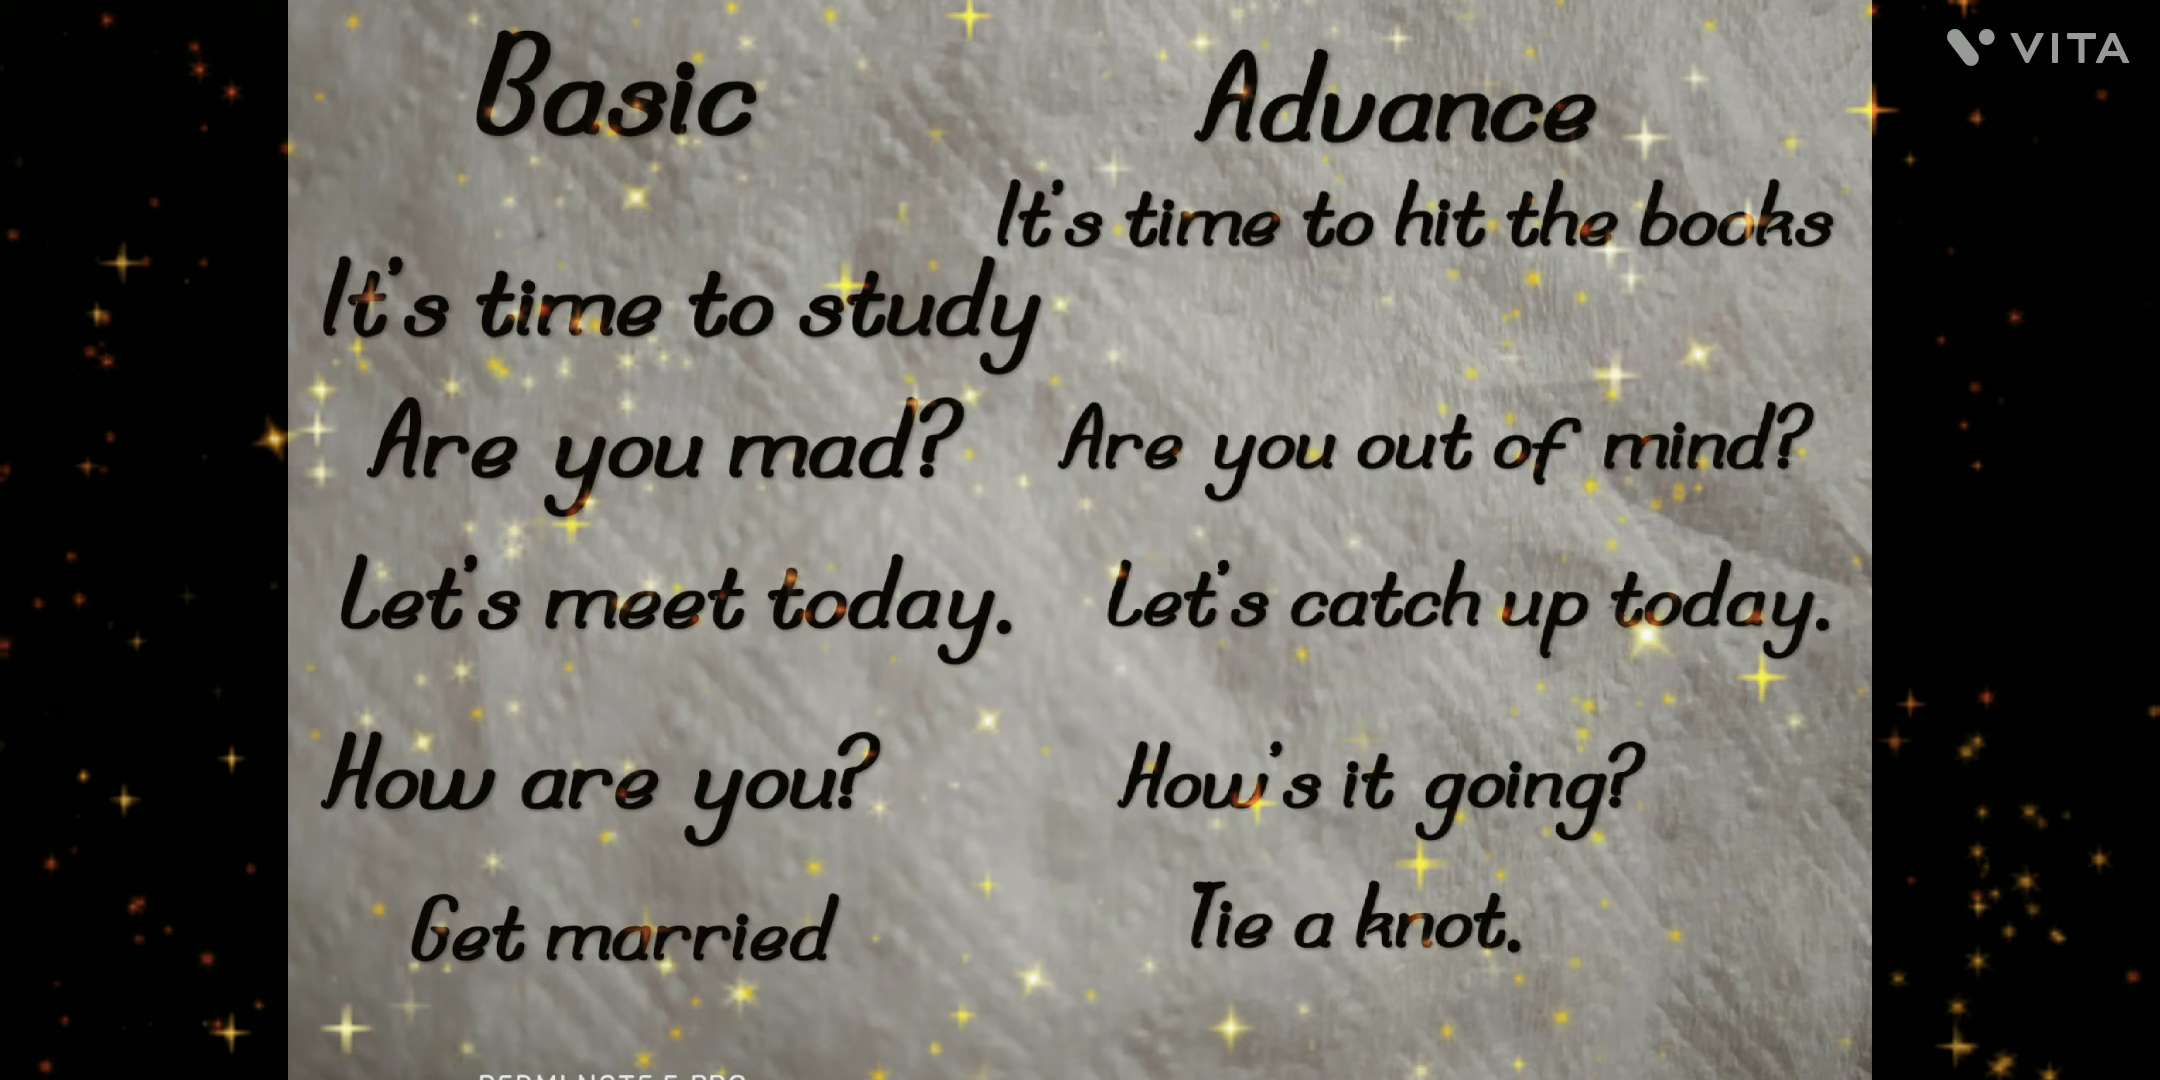 VITA
Basic
Advance
It's time to hit the books
It's time to study
Are you mad?
Are you out of mind?
Let's meet today.
Let's catch up today.
How are you?
How's it going?
Get married
Tie a knot.